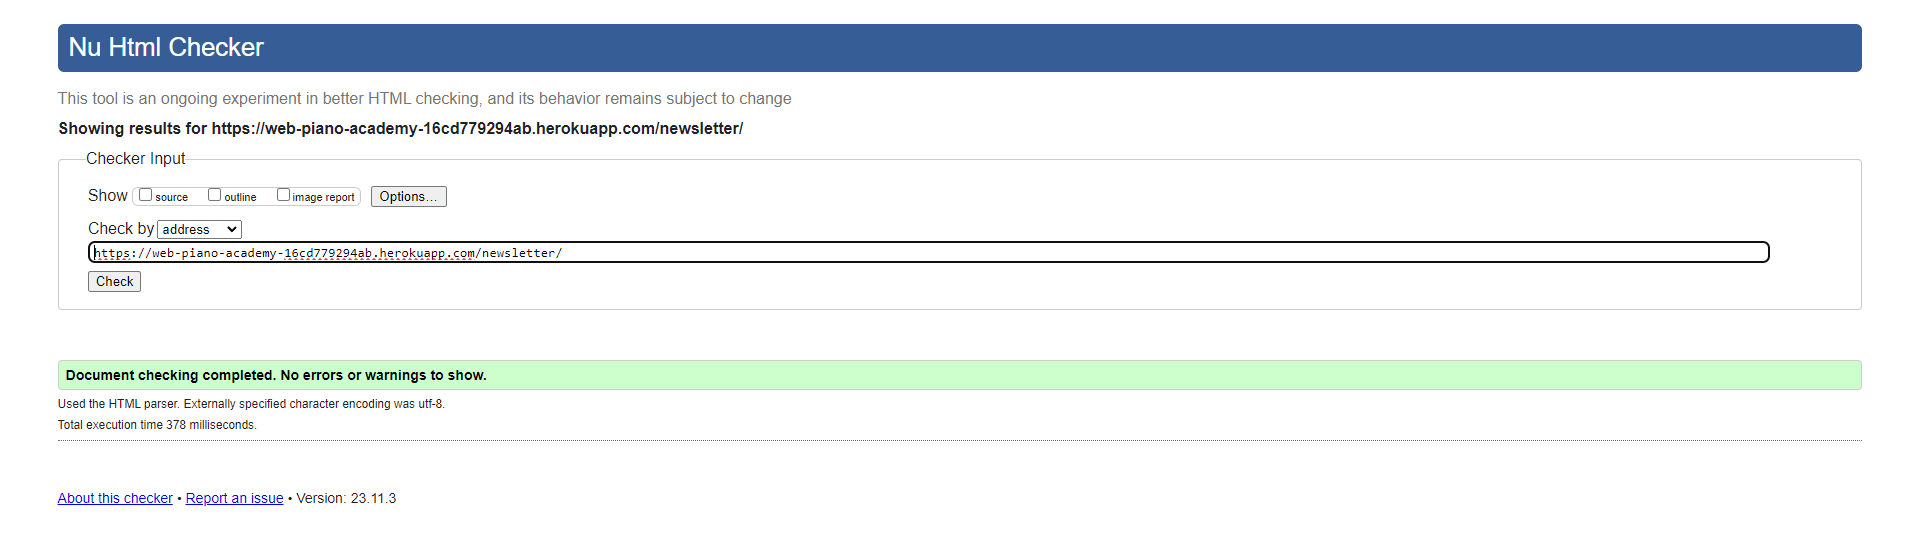 Nu Html Checker
This tool is an ongoing experiment in better HTML checking, and its behavior remains subject to change
Showing results for https://web-piano-academy-16cd779294ab.herokuapp.com/newsletter/
Checker Input
Show source outline image report Options...
Check by address
https://web-piano-academy-16cd779294ab.herokuapp.com/newsletter/
Check
Document checking completed. No errors or warnings to show.
Used the HTML parser. Externally specified character encoding was utf-8.
Total execution time 378 milliseconds.
About this checker • Report an issue • Version: 23.11.3